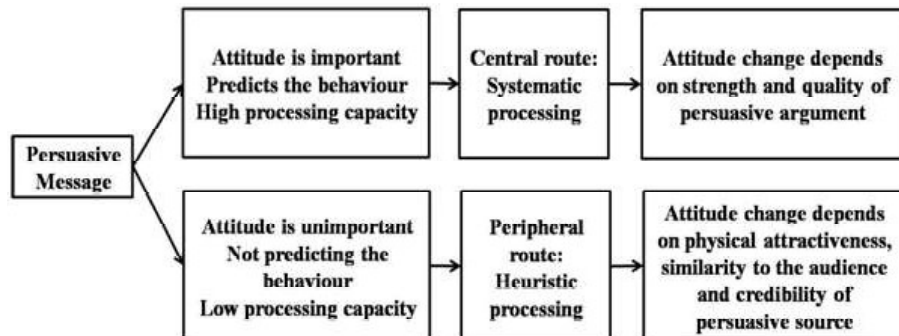 Persuasive
Message
Attitude is important
Predicts the behaviour
High processing capacity
Central route:
Systematic
processing
Attitude change depends
on strength and quality of
persuasive argument
Attitude is unimportant
Not predicting the
behaviour
Low processing capacity
Peripheral
route:
Heuristic
processing
Attitude change depends
on physical attractiveness,
similarity to the audience
and credibility of
persuasive source